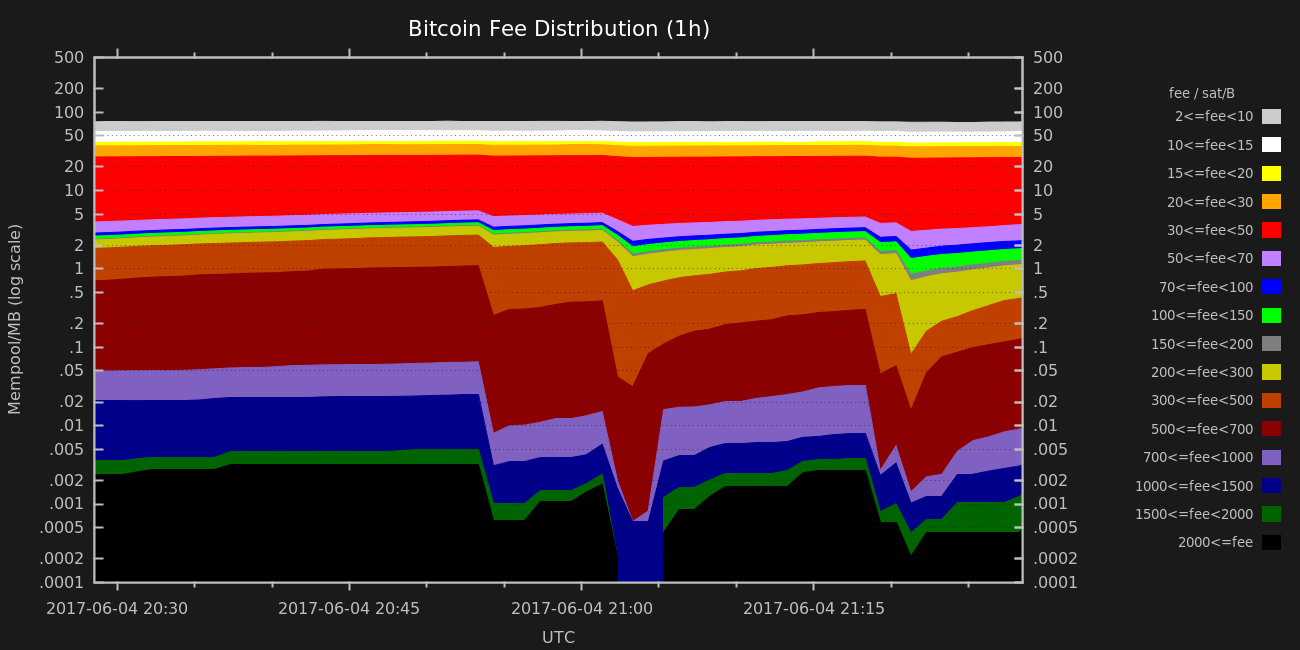 Bitcoin Fee Distribution (1h)
Mempool/MB (log scale)
500
200
100
50
20
10
5
2
1
.5
.2
.1
.05
.02
.01
.005
.002
.001
.0005
.0002
.0001
500
200
100
50
20
10
5
2
1
.5
.2
.1
.05
.02
.01
.005
.002
.001
.0005
.0002
.0001
2017-06-04 20:30 2017-06-04 20:45 2017-06-04 21:00 2017-06-04 21:15
UTC
fee / sat/B
2<=fee<10
10<=fee<15
15<=fee<20
20<=fee<30
30<=fee<50
50<=fee<70
70<=fee<100
100<=fee<150
150<=fee<200
200<=fee<300
300<=fee<500
500<=fee<700
700<=fee<1000
1000<=fee<1500
1500<=fee<2000
2000<=fee